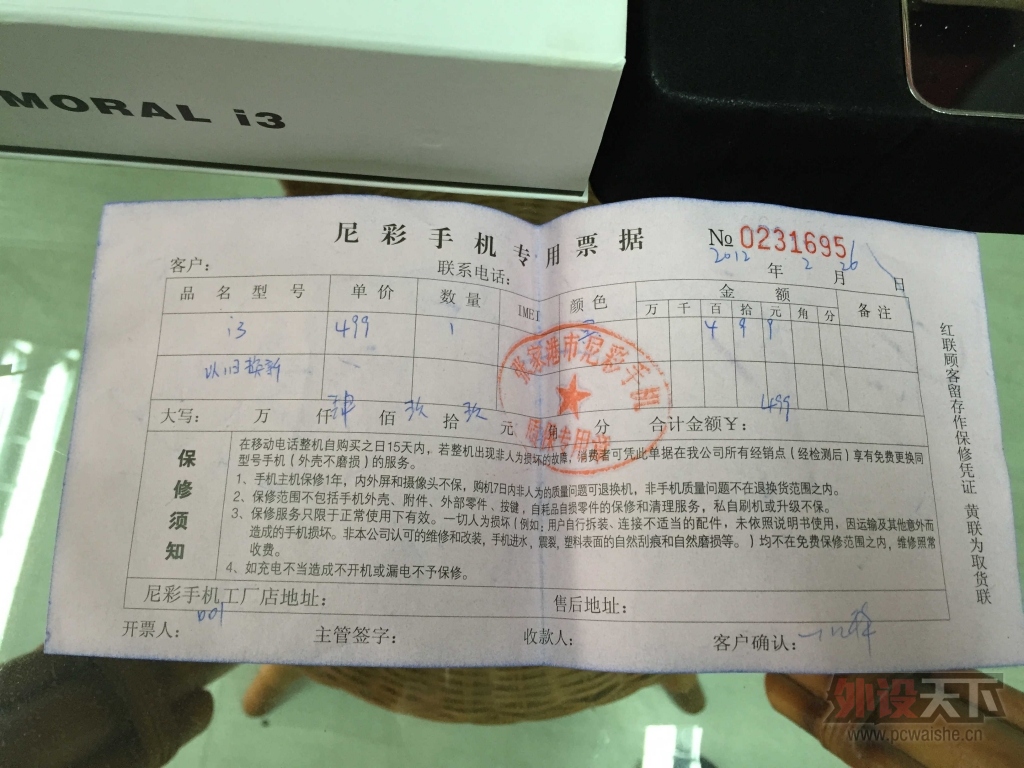 MORAL i3
尼彩手机专用票据
№ 0231695
客户:
联系电话:
2012 年 2 月 26 日
品名型号 单价 数量 IMEI 颜色 金额 备注
万 千 百 拾 元 角 分
i3 499 1 4 9 9
以旧换新
499
大写: 万 仟 肆 佰 玖 拾 玖 元 角 分 合计金额¥:
张家港市尼彩手机
质保专用章
保修须知
在移动电话整机自购买之日15天内,若整机出现非人为损坏的故障,消费者可凭此单据在我公司所有经销点(经检测后)享有免费更换同
型号手机(外壳不磨损)的服务。
1、手机主机保修1年,内外屏和摄像头不保,购机7日内非人为的质量问题可退换机,非手机质量问题不在退换货范围之内。
2、保修范围不包括手机外壳、附件、外部零件、按键,自耗品自损零件的保修和清理服务,私自刷机或升级不保。
3、保修服务只限于正常使用下有效。一切人为损坏(例如:用户自行拆装、连接不适当的配件,未依照说明书使用,因运输及其他意外而
造成的手机损坏。非本公司认可的维修和改装,手机进水,震裂,塑料表面的自然刮痕和自然磨损等。)均不在免费保修范围之内,维修照常
收费。
4、如充电不当造成不开机或漏电不予保修。
尼彩手机工厂店地址:
售后地址:
开票人: 001
主管签字:
收款人:
客户确认:
红联顾客留存作保修凭证 黄联为取货联
外设天下
www.pcwaishe.cn